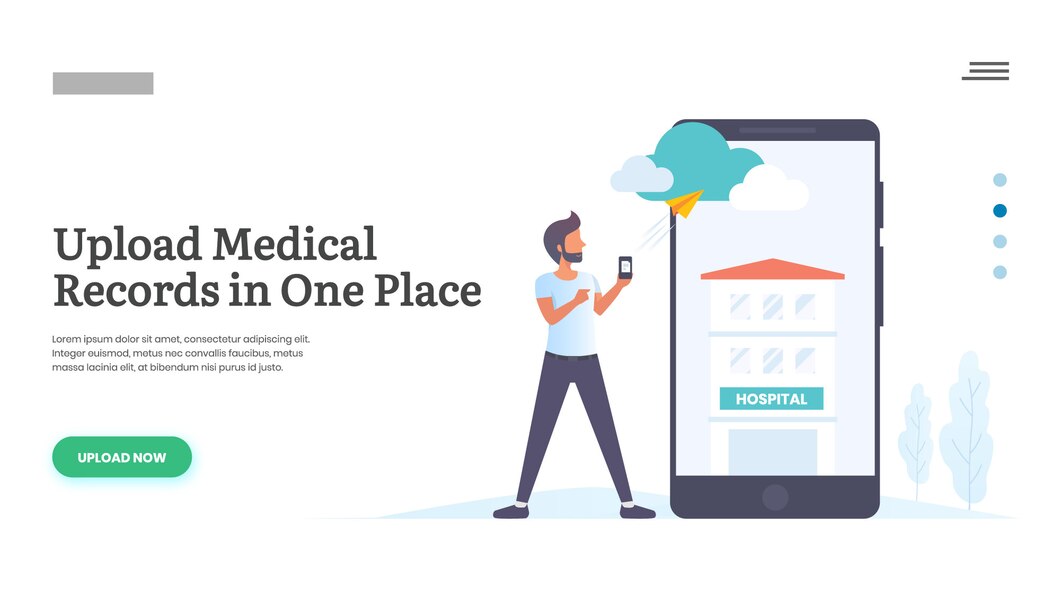 Upload Medical
Records in One Place
Lorem ipsum dolor sit amet, consectetur adipiscing elit.
Integer euismod, metus nec convallis faucibus, metus
massa lacinia elit, at bibendum nisi purus id justo.
UPLOAD NOW
HOSPITAL